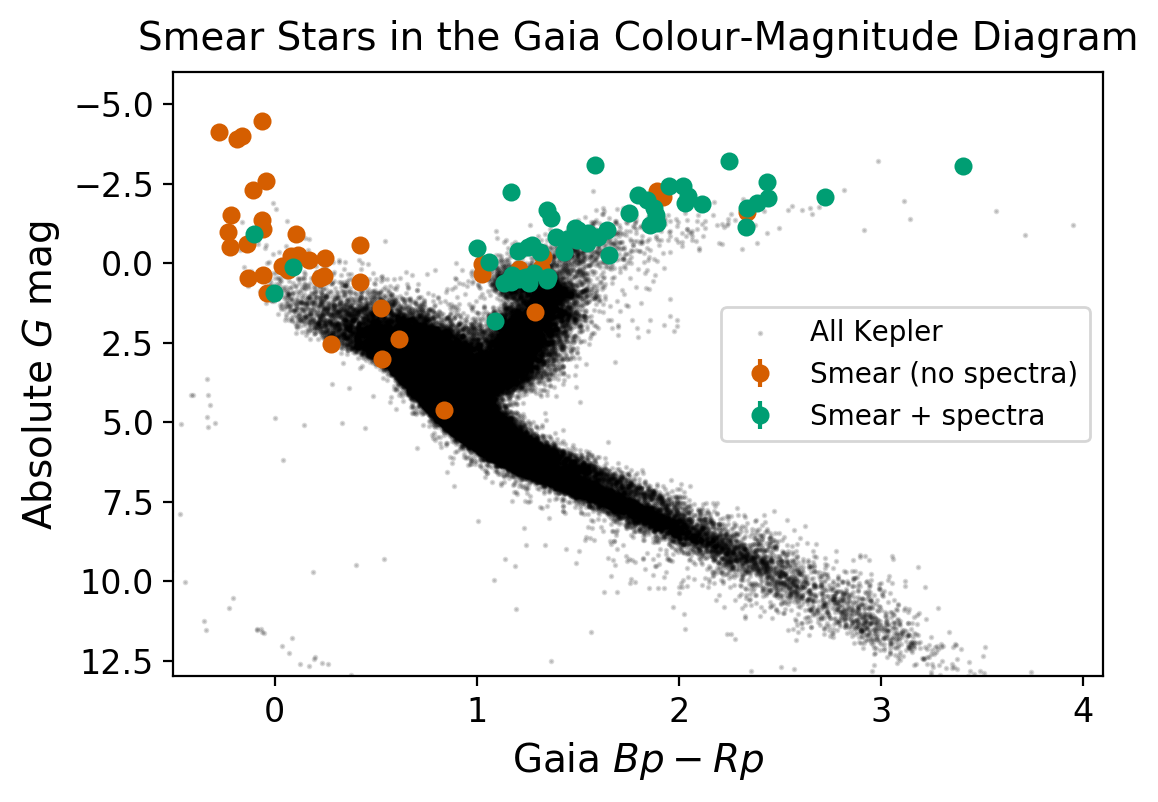 Smear Stars in the Gaia Colour-Magnitude Diagram
Absolute G mag
−5.0
−2.5
0.0
2.5
5.0
7.5
10.0
12.5
All Kepler
Smear (no spectra)
Smear + spectra
0 1 2 3 4
Gaia Bp − Rp